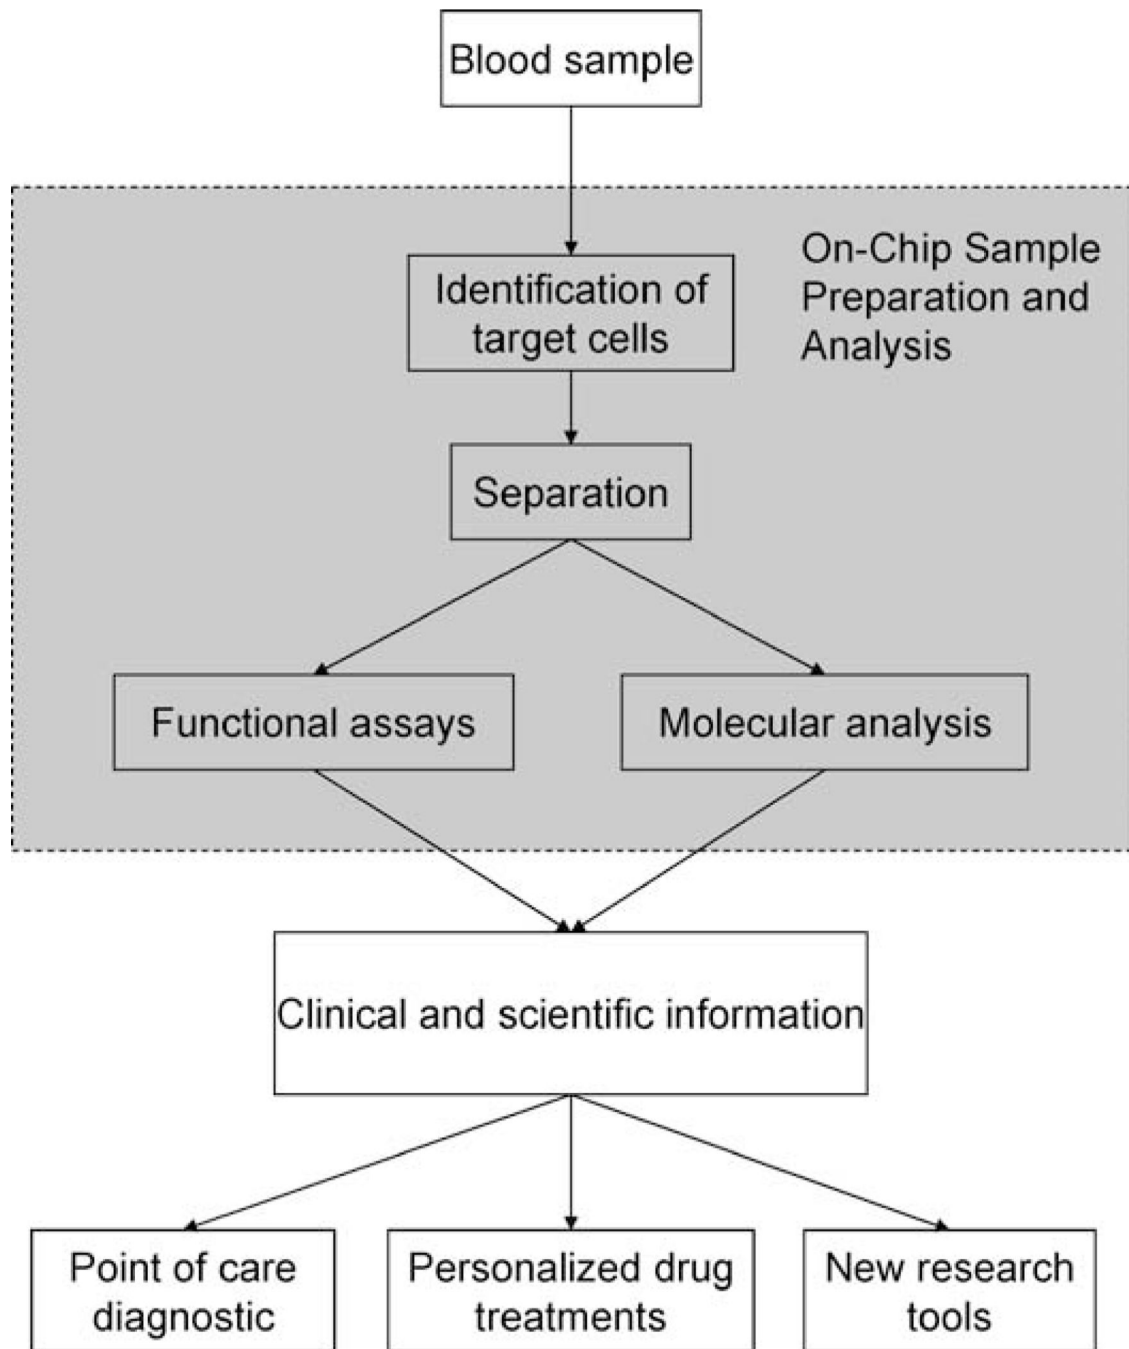 Blood sample
On-Chip Sample
Preparation and
Analysis
Identification of
target cells
Separation
Functional assays
Molecular analysis
Clinical and scientific information
Point of care
diagnostic
Personalized drug
treatments
New research
tools